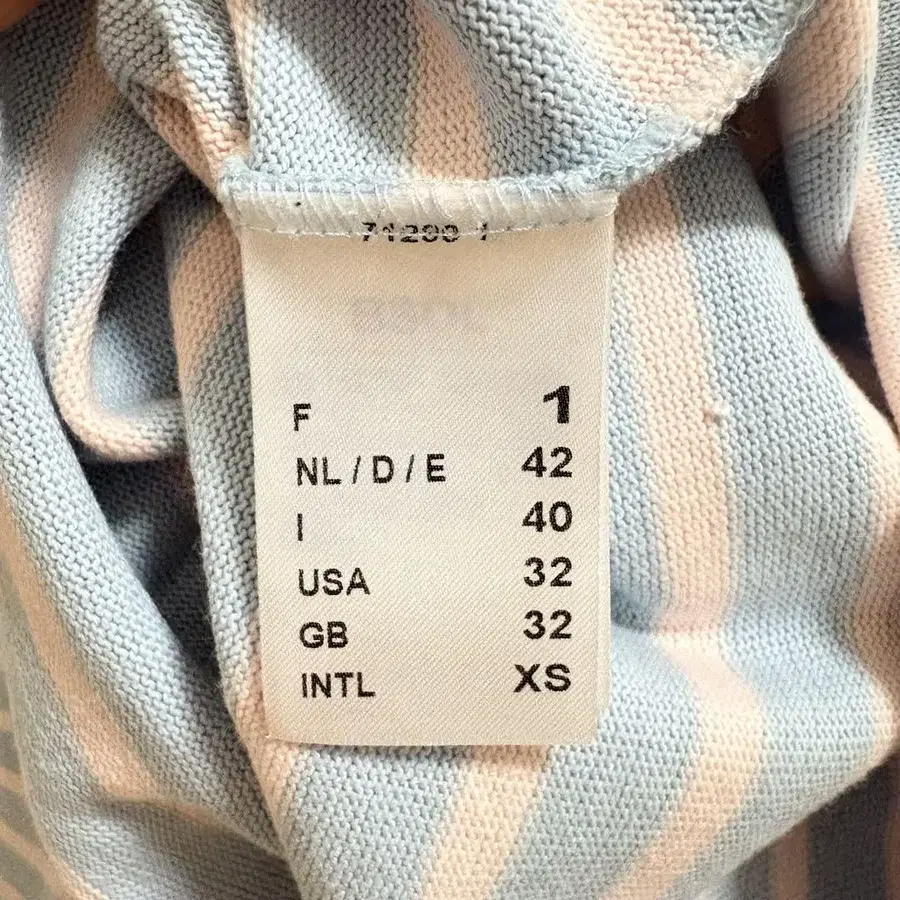 F 1
NL / D / E 42
I 40
USA 32
GB 32
INTL XS